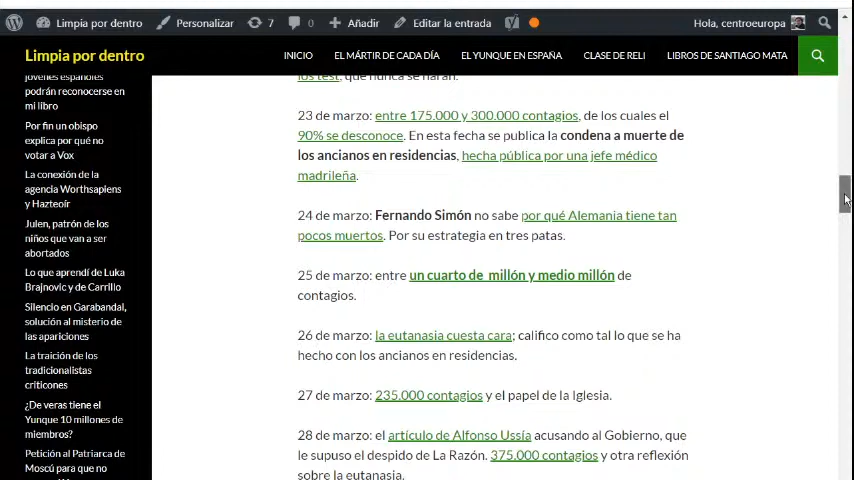 Limpia por dentro
Personalizar
7
0
Añadir
Editar la entrada
Hola, centroeuropa
Limpia por dentro
INICIO
EL MÁRTIR DE CADA DÍA
EL YUNQUE EN ESPAÑA
CLASE DE RELI
LIBROS DE SANTIAGO MATA
jóvenes españoles
podrán reconocerse en
mi libro
Por fin un obispo
explica por qué no
votar a Vox
La conexión de la
agencia Worthsapiens
y Hazteoír
Julen, patrón de los
niños que van a ser
abortados
Lo que aprendí de Luka
Brajnovic y de Carrillo
Silencio en Garabandal,
solución al misterio de
las apariciones
La traición de los
tradicionalistas
criticones
¿De veras tiene el
Yunque 10 millones de
miembros?
Petición al Patriarca de
Moscú para que no
los test, que nunca se harán.
23 de marzo: entre 175.000 y 300.000 contagios, de los cuales el
90% se desconoce. En esta fecha se publica la condena a muerte de
los ancianos en residencias, hecha pública por una jefe médico
madrileña.
24 de marzo: Fernando Simón no sabe por qué Alemania tiene tan
pocos muertos. Por su estrategia en tres patas.
25 de marzo: entre un cuarto de millón y medio millón de
contagios.
26 de marzo: la eutanasia cuesta cara; califico como tal lo que se ha
hecho con los ancianos en residencias.
27 de marzo: 235.000 contagios y el papel de la Iglesia.
28 de marzo: el artículo de Alfonso Ussía acusando al Gobierno, que
le supuso el despido de La Razón. 375.000 contagios y otra reflexión
sobre la eutanasia.